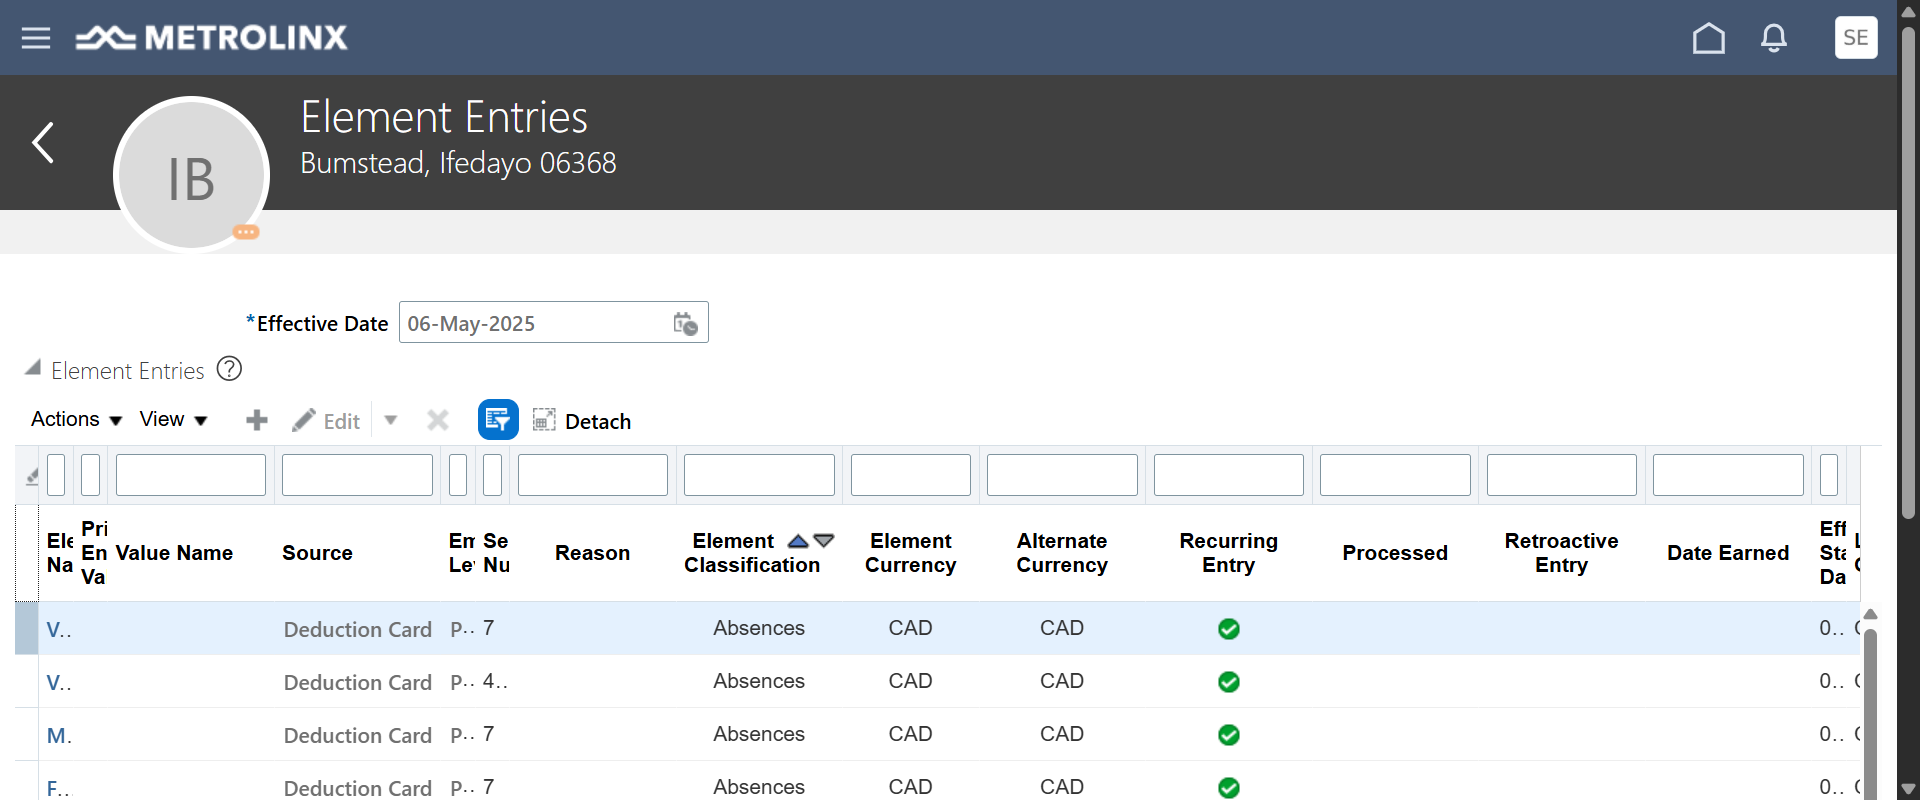 METROLINX
SE
IB
Element Entries
Bumstead, Ifedayo 06368
*Effective Date 06-May-2025
Element Entries ?
Actions View Edit Detach
Ele Na Pri En Va Value Name Source Em Le Se Nu Reason Element Classification Element Currency Alternate Currency Recurring Entry Processed Retroactive Entry Date Earned Eff Sta Da
V.. Deduction Card P.. 7 Absences CAD CAD 0..
V.. Deduction Card P.. 4.. Absences CAD CAD 0..
M. Deduction Card P.. 7 Absences CAD CAD 0..
F... Deduction Card P.. 7 Absences CAD CAD 0..